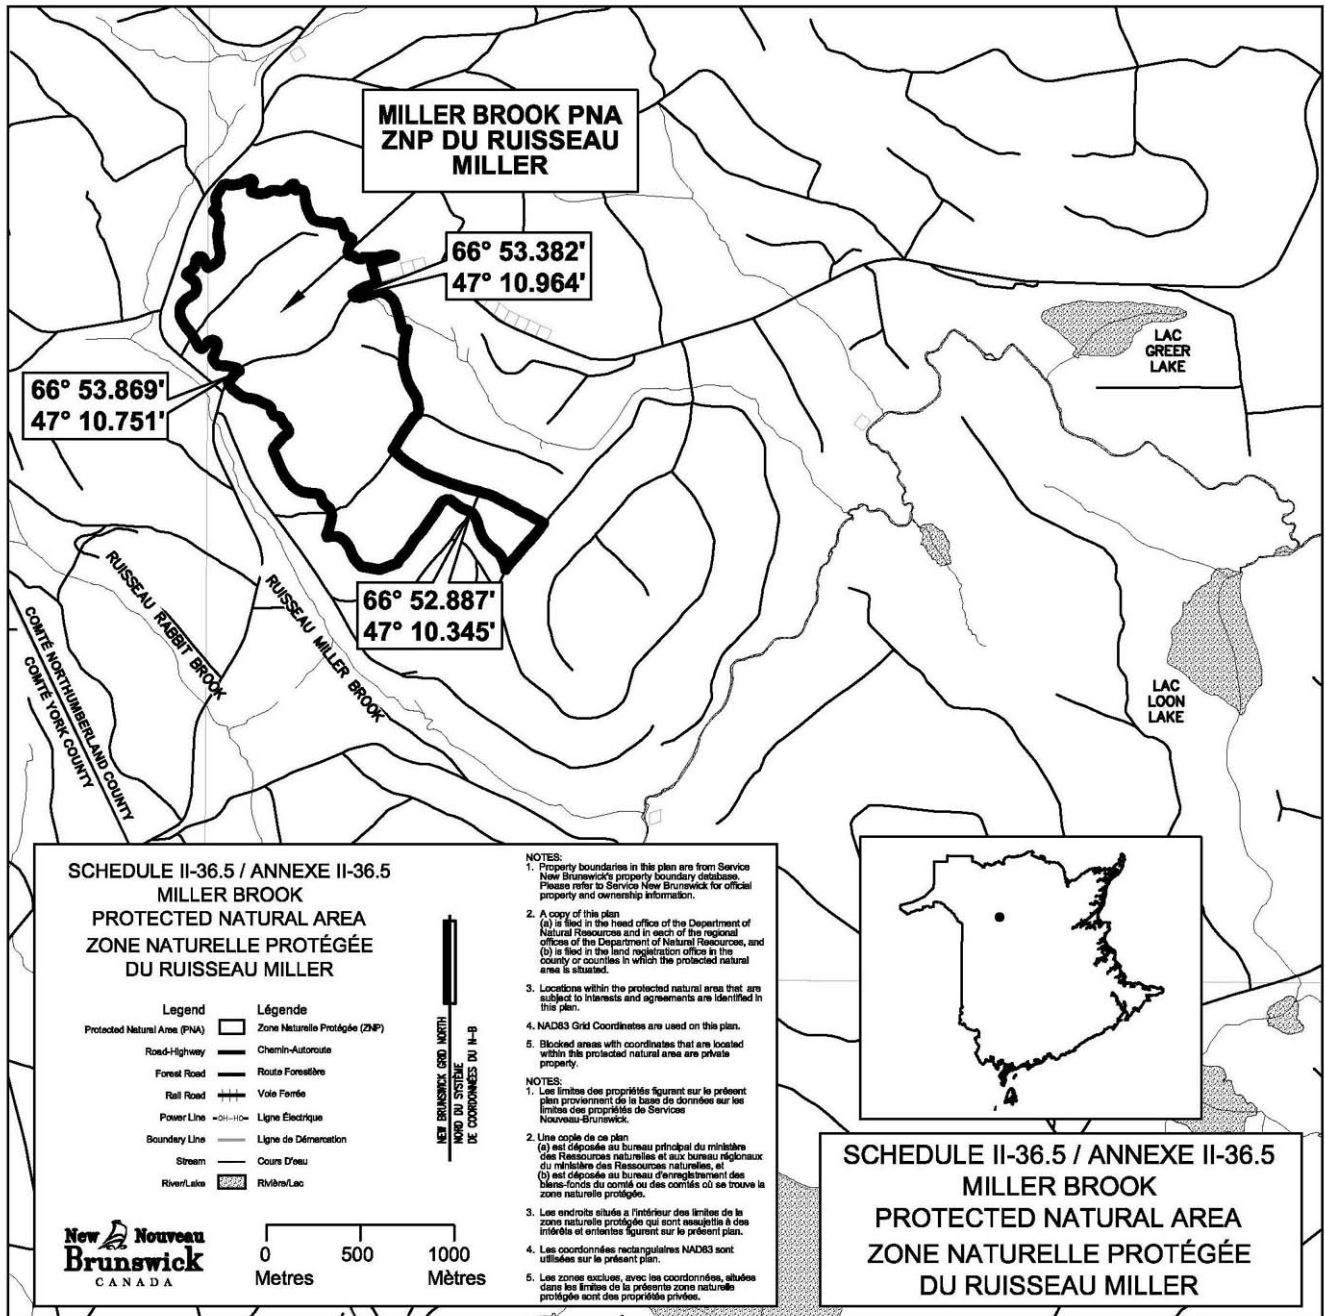 MILLER BROOK PNA
ZNP DU RUISSEAU
MILLER
66° 53.382'
47° 10.964'
LAC
GREER
LAKE
66° 53.869'
47° 10.751'
66° 52.887'
47° 10.345'
RUISSEAU RABBIT BROOK
RUISSEAU MILLER BROOK
COMTÉ NORTHUMBERLAND COUNTY
COMTÉ YORK COUNTY
LAC
LOON
LAKE
SCHEDULE II-36.5 / ANNEXE II-36.5
MILLER BROOK
PROTECTED NATURAL AREA
ZONE NATURELLE PROTÉGÉE
DU RUISSEAU MILLER
Legend Légende
Protected Natural Area (PNA) Zone Naturelle Protégée (ZNP)
Road-Highway Chemin-Autoroute
Forest Road Route Forestière
Rail Road Voie Ferrée
Power Line -OH-HO- Ligne Électrique
Boundary Line Ligne de Démarcation
Stream Cours D'eau
River/Lake Rivière/Lac
NEW BRUNSWICK GRID NORTH
NORD DU SYSTÈME
DE COORDONNÉES DU N-B
New Nouveau
Brunswick
CANADA
0 500 1000
Metres Mètres
NOTES:
1. Property boundaries in this plan are from Service
New Brunswick's property boundary database.
Please refer to Service New Brunswick for official
property and ownership information.
2. A copy of this plan
(a) is filed in the head office of the Department of
Natural Resources and in each of the regional
offices of the Department of Natural Resources, and
(b) is filed in the land registration office in the
county or counties in which the protected natural
area is situated.
3. Locations within the protected natural area that are
subject to interests and agreements are identified in
this plan.
4. NAD83 Grid Coordinates are used on this plan.
5. Blocked areas with coordinates that are located
within this protected natural area are private
property.
NOTES:
1. Les limites des propriétés figurant sur le présent
plan proviennent de la base de données sur les
limites des propriétés de Services
Nouveau-Brunswick.
2. Une copie de ce plan
(a) est déposée au bureau principal du ministère
des Ressources naturelles et aux bureau régionaux
du ministère des Ressources naturelles, et
(b) est déposée au bureau d'enregistrement des
biens-fonds du comté ou des comtés où se trouve la
zone naturelle protégée.
3. Les endroits situés a l'intérieur des limites de la
zone naturelle protégée qui sont assujettis à des
intérêts et ententes figurant sur le présent plan.
4. Les coordonnées rectangulaires NAD83 sont
utilisées sur le présent plan.
5. Les zones exclues, avec les coordonnées, situées
dans les limites de la présente zone naturelle
protégée sont des propriétés privées.
SCHEDULE II-36.5 / ANNEXE II-36.5
MILLER BROOK
PROTECTED NATURAL AREA
ZONE NATURELLE PROTÉGÉE
DU RUISSEAU MILLER